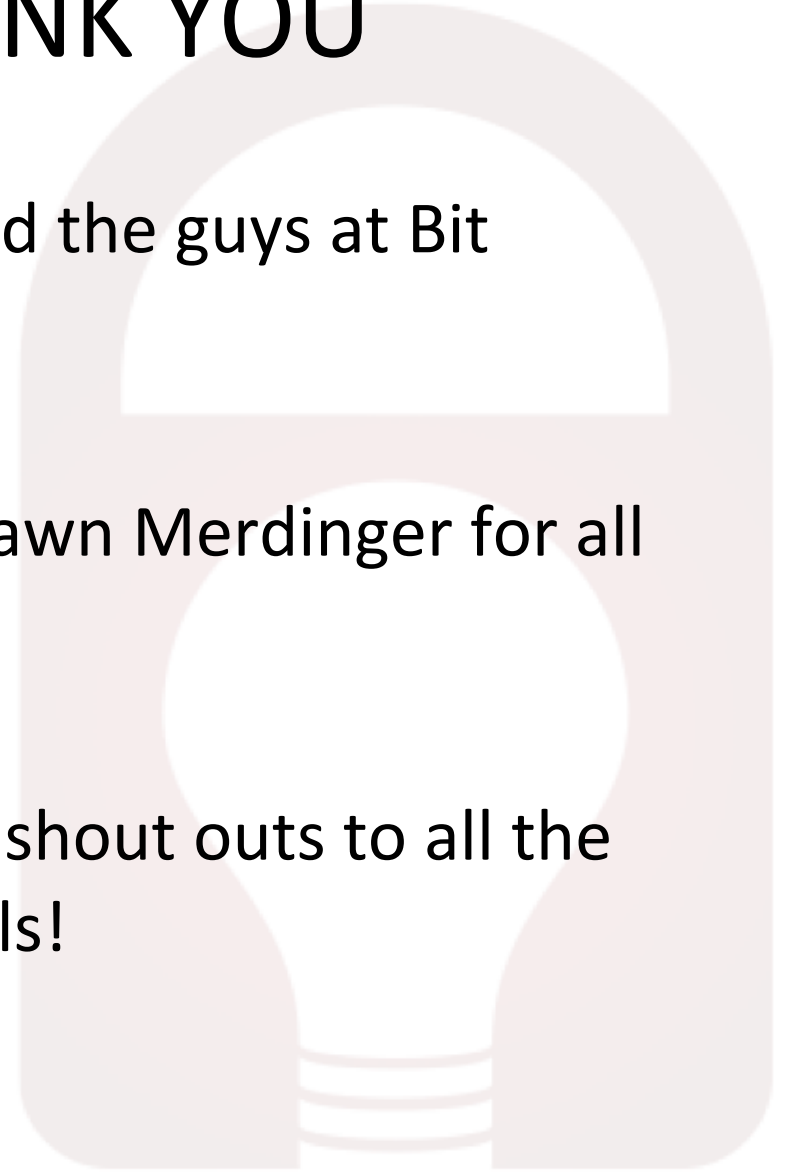 NK YOU
d the guys at Bit
awn Merdinger for all
shout outs to all the
ls!